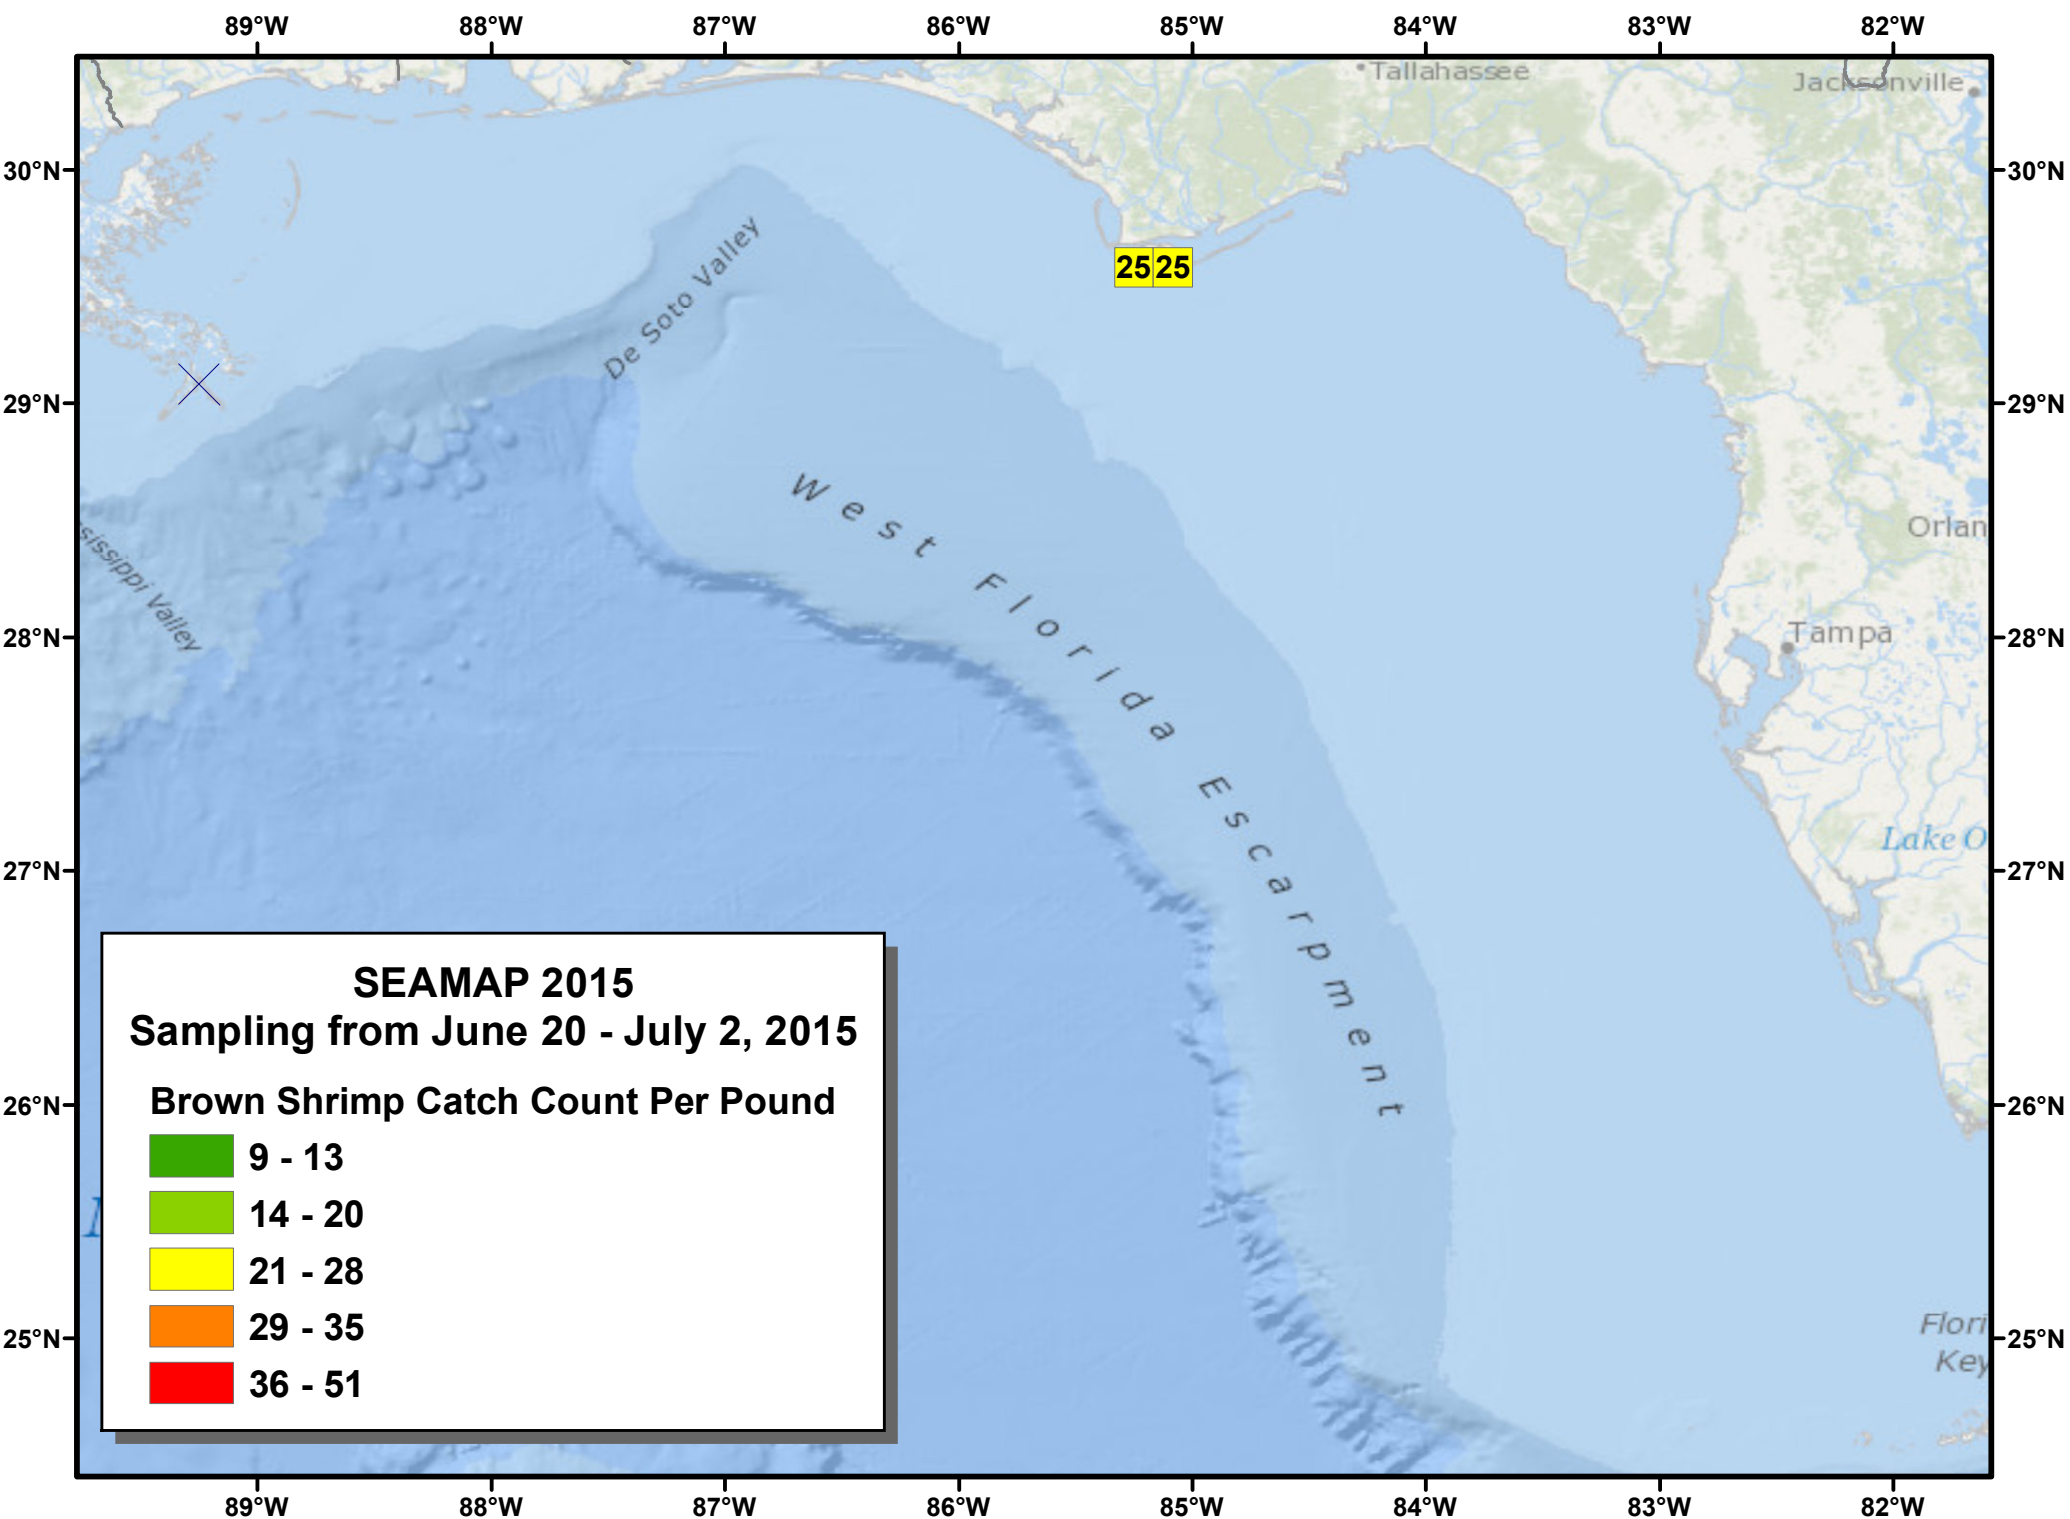 89°W 88°W 87°W 86°W 85°W 84°W 83°W 82°W
Tallahassee
Jacksonville
30°N 30°N
De Soto Valley
25 25
29°N 29°N
West Florida Escarpment
Orlan
sissippi Valley
28°N 28°N
Tampa
Lake O
27°N 27°N
SEAMAP 2015
Sampling from June 20 - July 2, 2015
Brown Shrimp Catch Count Per Pound
26°N 26°N
9 - 13
14 - 20
21 - 28
29 - 35
36 - 51
25°N 25°N
Flori
Key
89°W 88°W 87°W 86°W 85°W 84°W 83°W 82°W